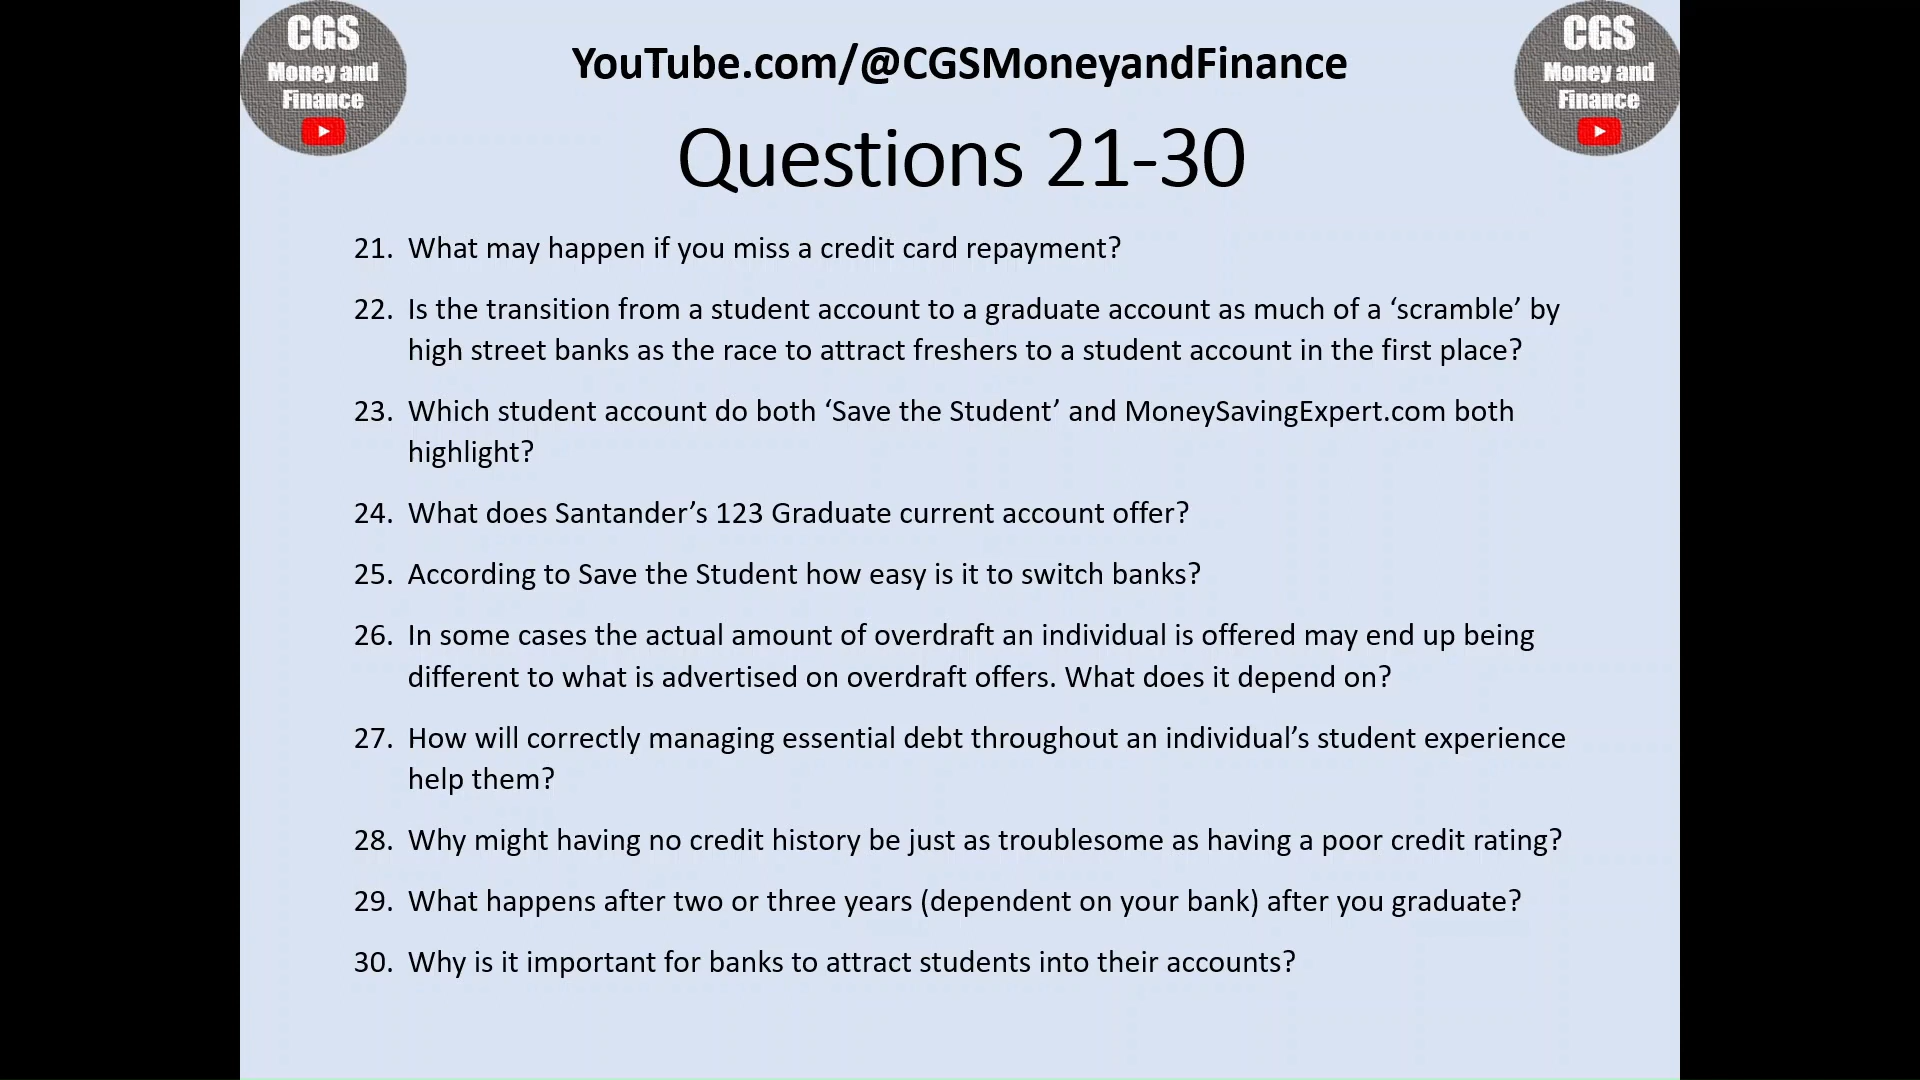 CGS
Money and
Finance
YouTube.com/@CGSMoneyandFinance
CGS
Money and
Finance
Questions 21-30
21. What may happen if you miss a credit card repayment?
22. Is the transition from a student account to a graduate account as much of a ‘scramble’ by
high street banks as the race to attract freshers to a student account in the first place?
23. Which student account do both ‘Save the Student’ and MoneySavingExpert.com both
highlight?
24. What does Santander’s 123 Graduate current account offer?
25. According to Save the Student how easy is it to switch banks?
26. In some cases the actual amount of overdraft an individual is offered may end up being
different to what is advertised on overdraft offers. What does it depend on?
27. How will correctly managing essential debt throughout an individual’s student experience
help them?
28. Why might having no credit history be just as troublesome as having a poor credit rating?
29. What happens after two or three years (dependent on your bank) after you graduate?
30. Why is it important for banks to attract students into their accounts?